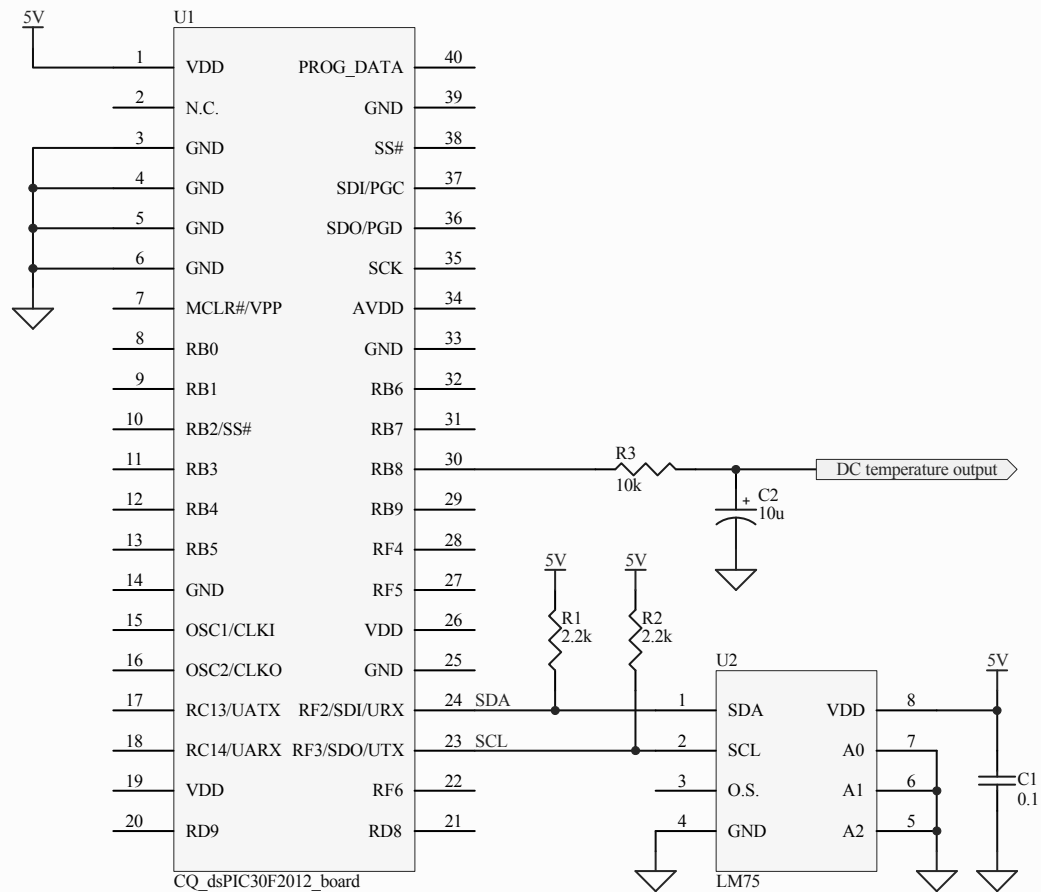 5V
U1
1 VDD PROG_DATA 40
2 N.C. GND 39
3 GND SS# 38
4 GND SDI/PGC 37
5 GND SDO/PGD 36
6 GND SCK 35
7 MCLR#/VPP AVDD 34
8 RB0 GND 33
9 RB1 RB6 32
10 RB2/SS# RB7 31
11 RB3 RB8 30
R3
10k
DC temperature output
12 RB4 RB9 29
+ C2
10u
13 RB5 RF4 28
14 GND RF5 27
5V
5V
15 OSC1/CLKI VDD 26
R1
2.2k
R2
2.2k
16 OSC2/CLKO GND 25
U2
5V
17 RC13/UATX RF2/SDI/URX 24 SDA
1 SDA VDD 8
18 RC14/UARX RF3/SDO/UTX 23 SCL
2 SCL A0 7
19 VDD RF6 22
3 O.S. A1 6
C1
0.1
20 RD9 RD8 21
4 GND A2 5
CQ_dsPIC30F2012_board
LM75